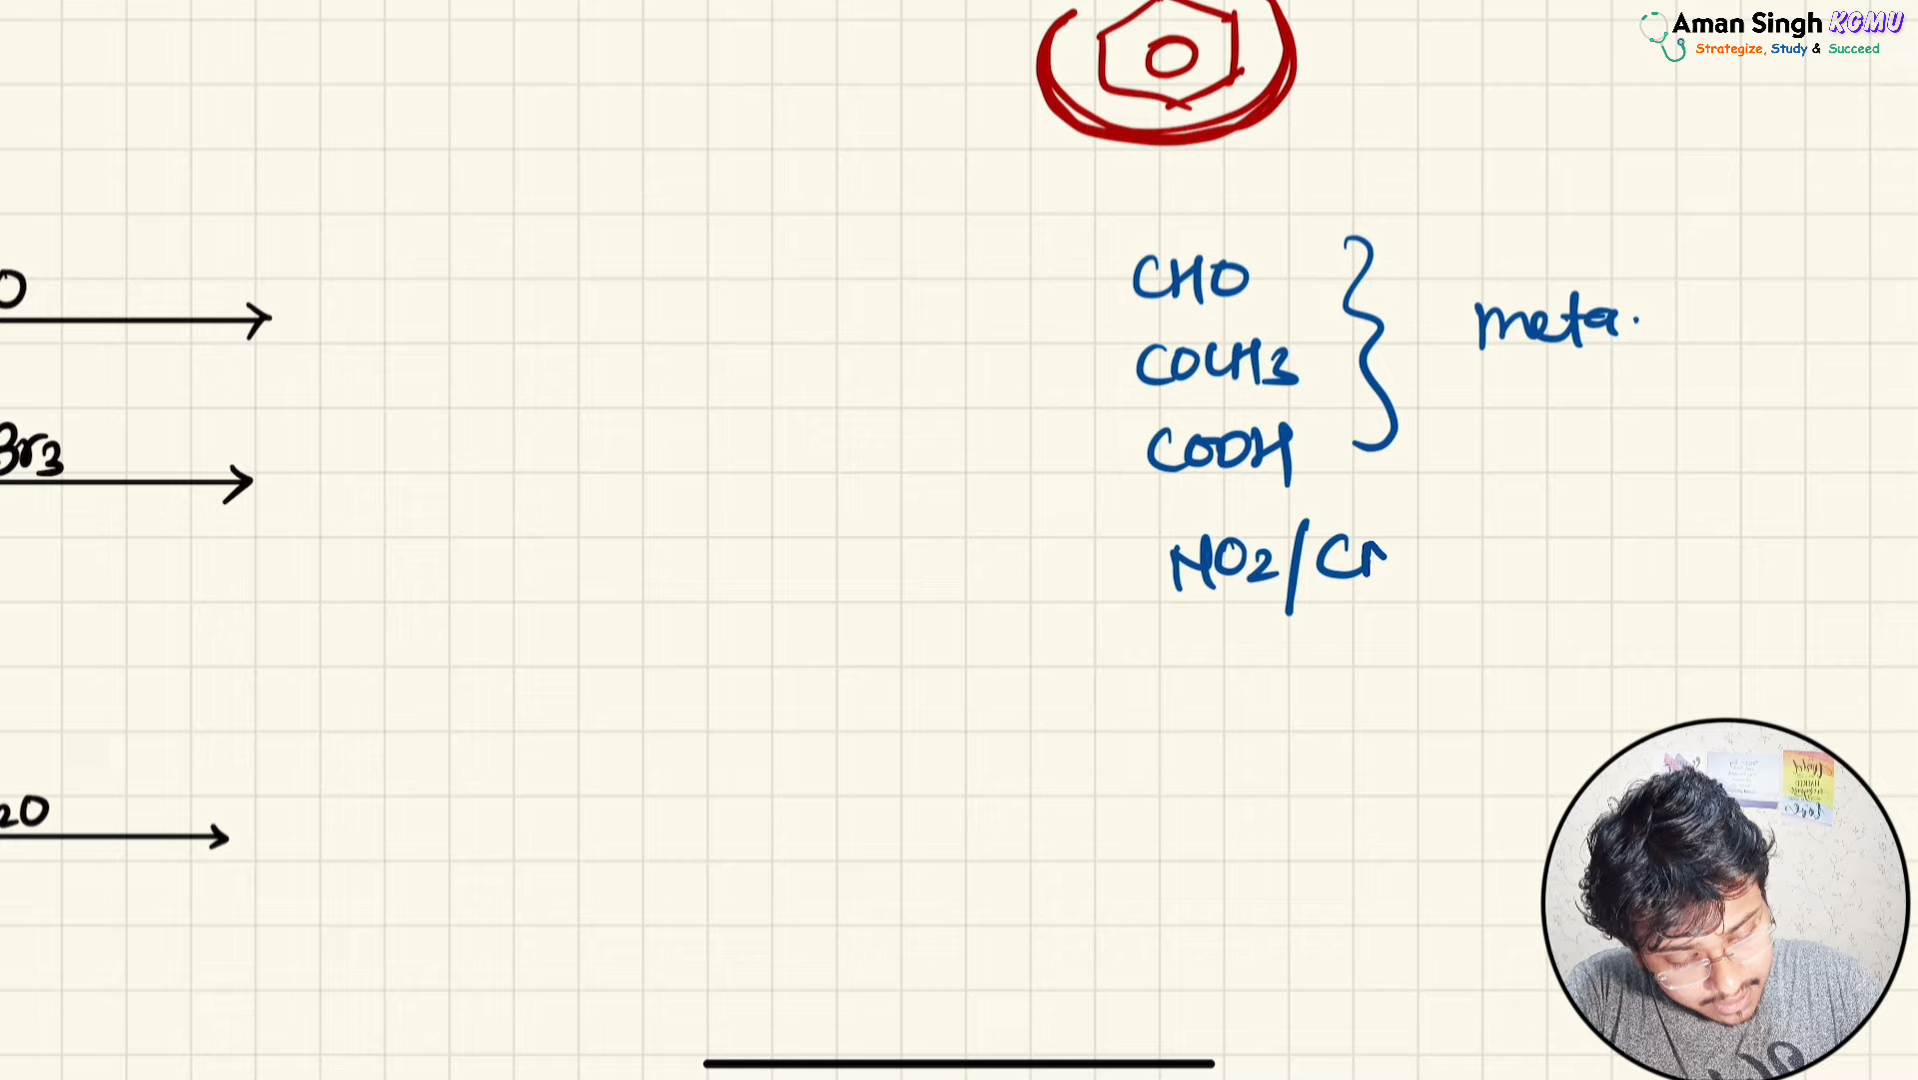 Aman Singh KGMU
Strategize, Study & Succeed
O
CHO
meta.
COCH3
Br3
COOH
NO2/Cn
2O